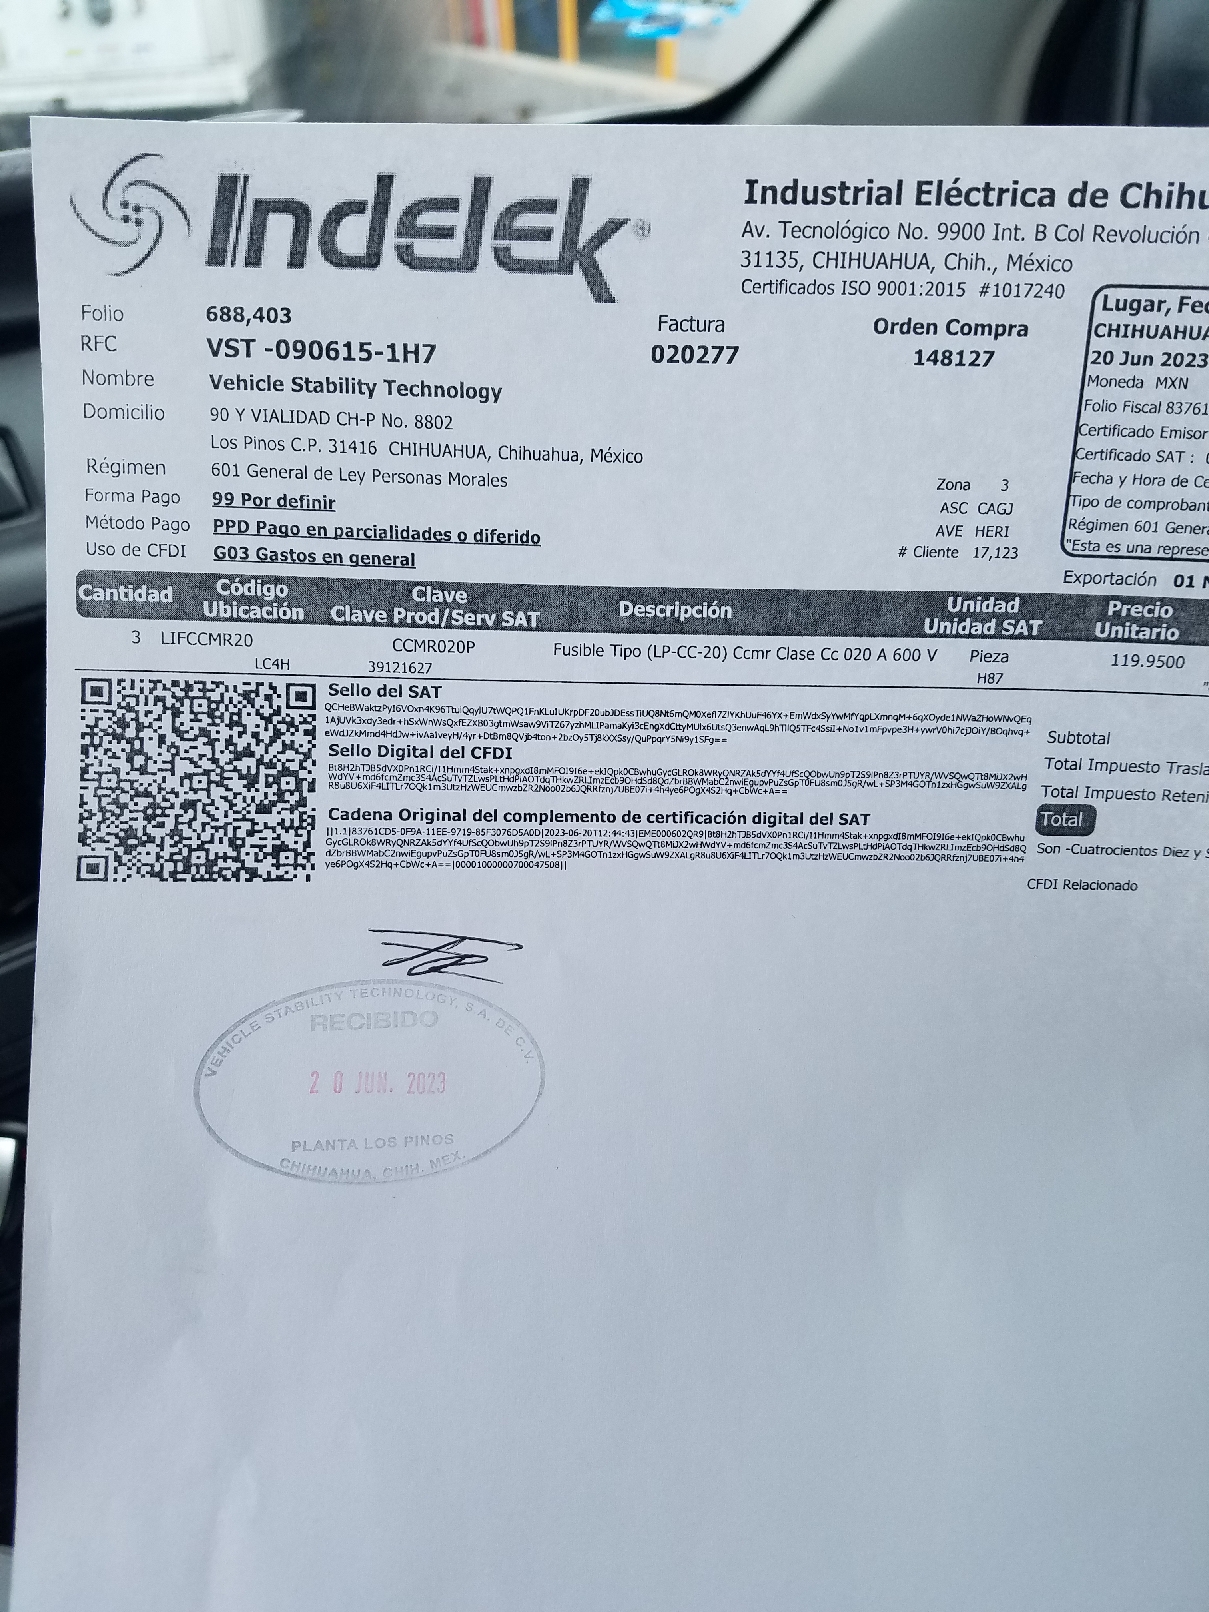 Indelek®
Industrial Eléctrica de Chihu
Av. Tecnológico No. 9900 Int. B Col Revolución
31135, CHIHUAHUA, Chih., México
Certificados ISO 9001:2015 #1017240
Folio 688,403
RFC VST -090615-1H7
Nombre Vehicle Stability Technology
Domicilio 90 Y VIALIDAD CH-P No. 8802
Los Pinos C.P. 31416 CHIHUAHUA, Chihuahua, México
Régimen 601 General de Ley Personas Morales
Forma Pago 99 Por definir
Método Pago PPD Pago en parcialidades o diferido
Uso de CFDI G03 Gastos en general
Factura
020277
Orden Compra
148127
Zona 3
ASC CAGJ
AVE HERI
# Cliente 17,123
Lugar, Fec
CHIHUAHUA
20 Jun 2023
Moneda MXN
Folio Fiscal 83761
Certificado Emisor
Certificado SAT :
Fecha y Hora de Ce
Tipo de comprobant
Régimen 601 Genera
"Esta es una represe
Exportación 01
Cantidad Código Ubicación Clave Clave Prod/Serv SAT Descripción Unidad Unidad SAT Precio Unitario
3 LIFCCMR20 CCMR020P Fusible Tipo (LP-CC-20) Ccmr Clase Cc 020 A 600 V Pieza 119.9500
LC4H 39121627 H87
Sello del SAT
Sello Digital del CFDI
Cadena Original del complemento de certificación digital del SAT
Subtotal
Total Impuesto Trasla
Total Impuesto Reteni
Total
Son -Cuatrocientos Diez y S
CFDI Relacionado
VEHICLE STABILITY TECHNOLOGY, S.A. DE C.V.
RECIBIDO
20 JUN. 2023
PLANTA LOS PINOS
CHIHUAHUA, CHIH. MEX.